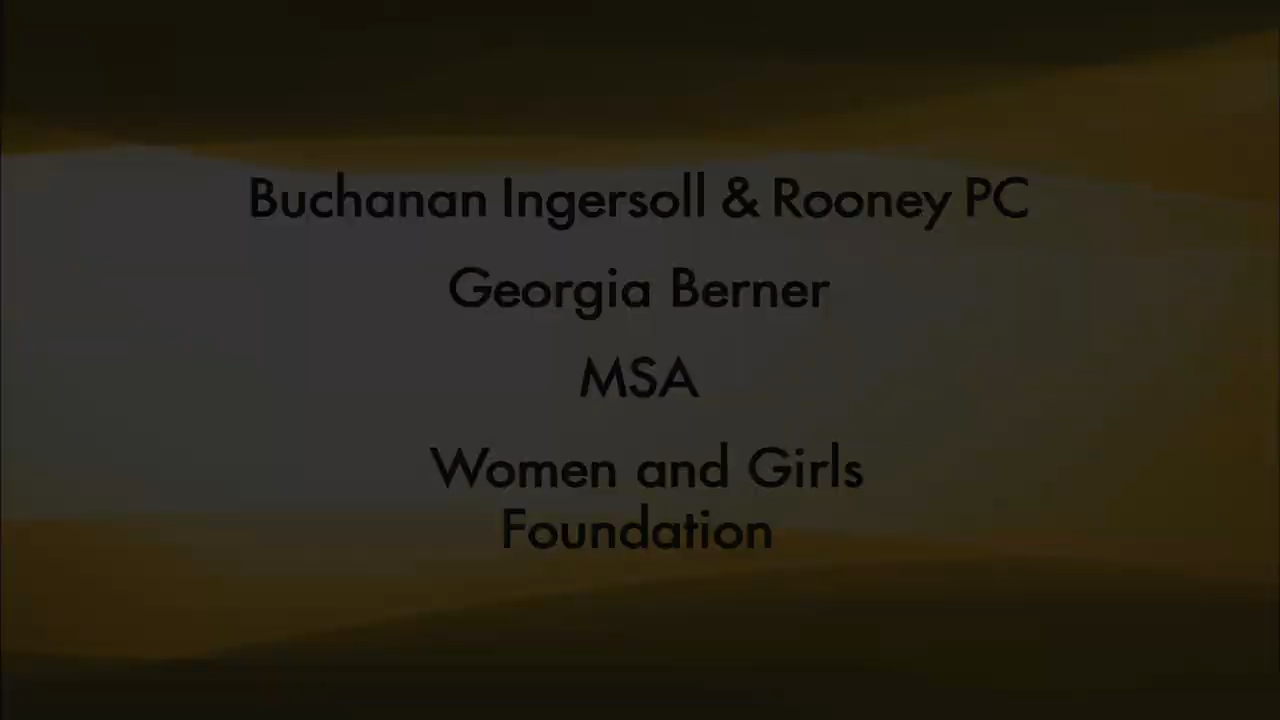 Buchanan Ingersoll & Rooney PC
Georgia Berner
MSA
Women and Girls
Foundation